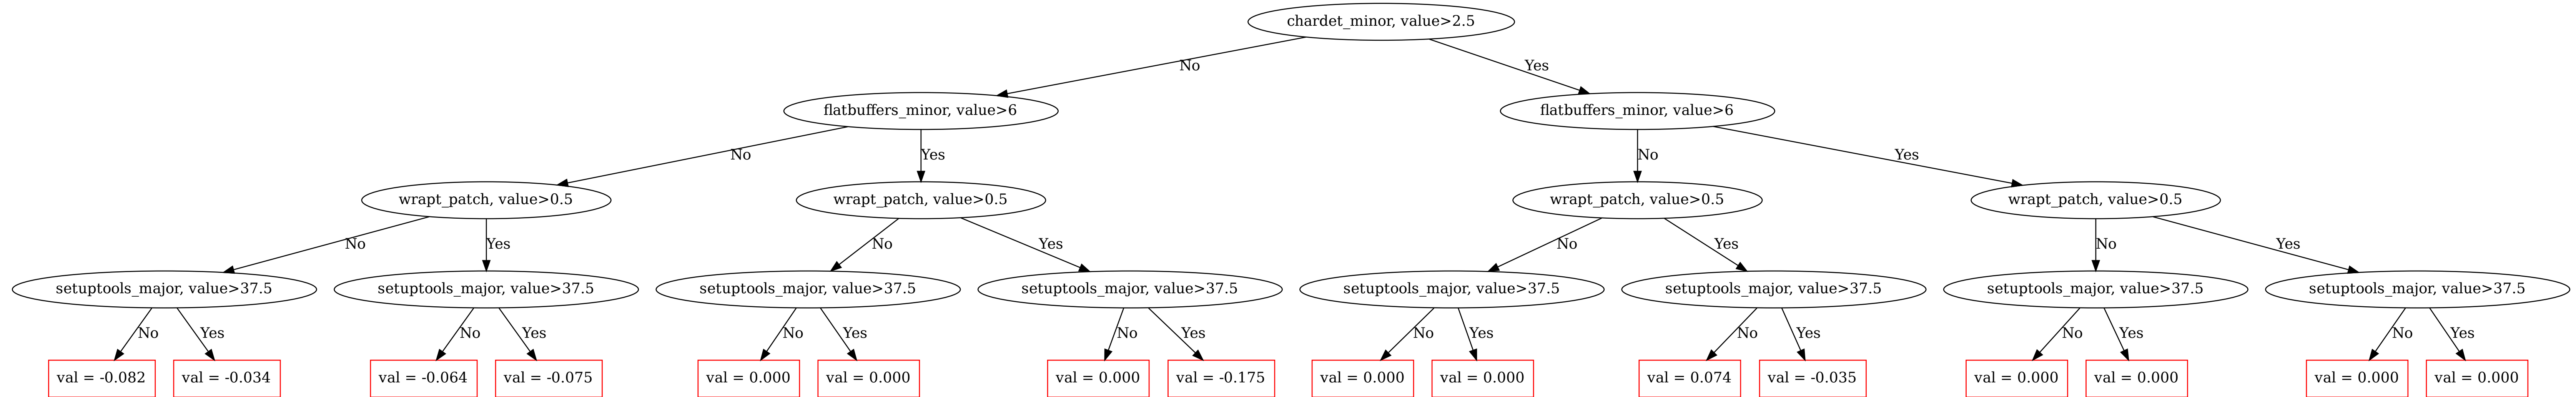 chardet_minor, value>2.5
No
Yes
flatbuffers_minor, value>6
flatbuffers_minor, value>6
No
Yes
No
Yes
wrapt_patch, value>0.5
wrapt_patch, value>0.5
wrapt_patch, value>0.5
wrapt_patch, value>0.5
No
Yes
No
Yes
No
Yes
No
Yes
setuptools_major, value>37.5
setuptools_major, value>37.5
setuptools_major, value>37.5
setuptools_major, value>37.5
setuptools_major, value>37.5
setuptools_major, value>37.5
setuptools_major, value>37.5
setuptools_major, value>37.5
No
Yes
No
Yes
No
Yes
No
Yes
No
Yes
No
Yes
No
Yes
No
Yes
val = -0.082
val = -0.034
val = -0.064
val = -0.075
val = 0.000
val = 0.000
val = 0.000
val = -0.175
val = 0.000
val = 0.000
val = 0.074
val = -0.035
val = 0.000
val = 0.000
val = 0.000
val = 0.000